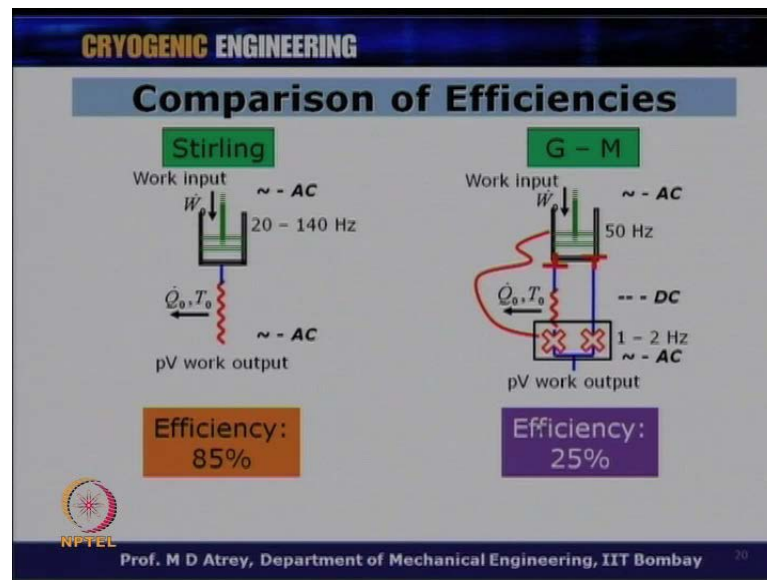 CRYOGENIC ENGINEERING
Comparison of Efficiencies
Stirling
Work input
Ẇ₀
~ - AC
20 – 140 Hz
Q̇₀, T₀
~ - AC
pV work output
Efficiency:
85%
G – M
Work input
Ẇ₀
~ - AC
50 Hz
Q̇₀, T₀
-- - DC
1 – 2 Hz
~ - AC
pV work output
Efficiency:
25%
NPTEL
Prof. M D Atrey, Department of Mechanical Engineering, IIT Bombay
20